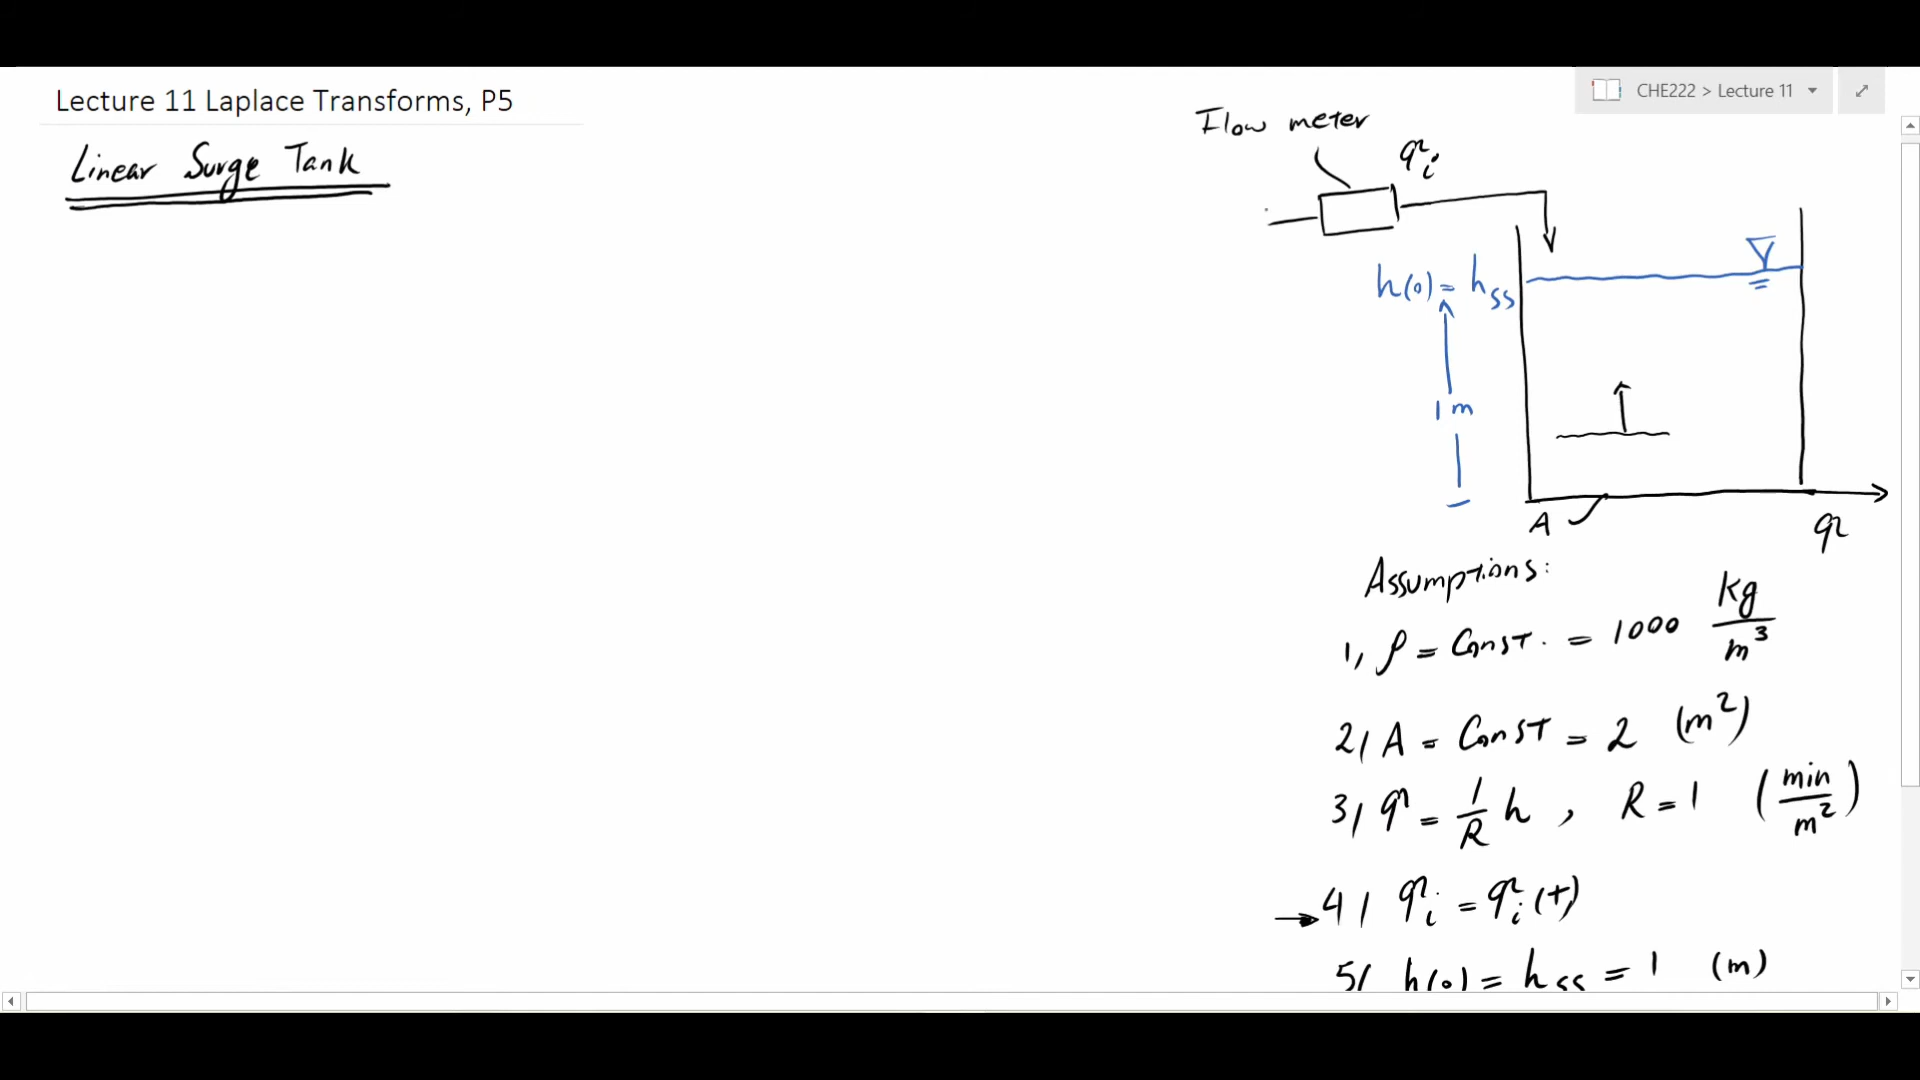 Lecture 11 Laplace Transforms, P5
CHE222 > Lecture 11
Linear Surge Tank
Flow meter
qi
h(0) = hss
1 m
A
q
Assumptions:
1, ρ = Const. = 1000 kg/m³
2/ A = Const = 2 (m²)
3/ q = 1/R h , R = 1 (min/m²)
→ 4/ qi = qi(t)
5/ h(0) = hss = 1 (m)